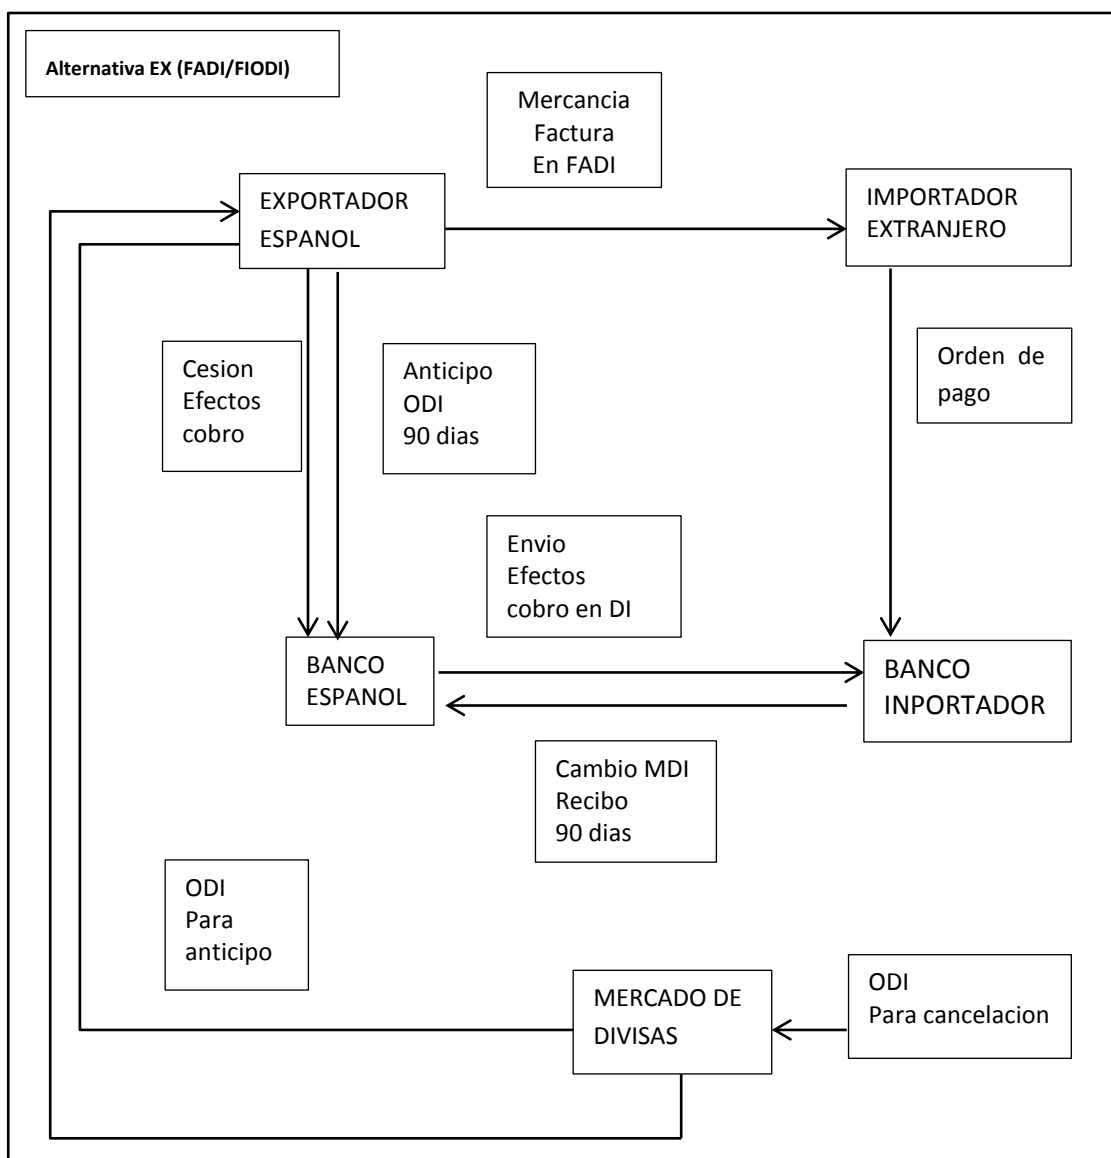 Alternativa EX (FADI/FIODI)
Mercancia
Factura
En FADI
EXPORTADOR
ESPANOL
IMPORTADOR
EXTRANJERO
Cesion
Efectos
cobro
Anticipo
ODI
90 dias
Orden de
pago
Envio
Efectos
cobro en DI
BANCO
ESPANOL
BANCO
INPORTADOR
Cambio MDI
Recibo
90 dias
ODI
Para
anticipo
MERCADO DE
DIVISAS
ODI
Para cancelacion